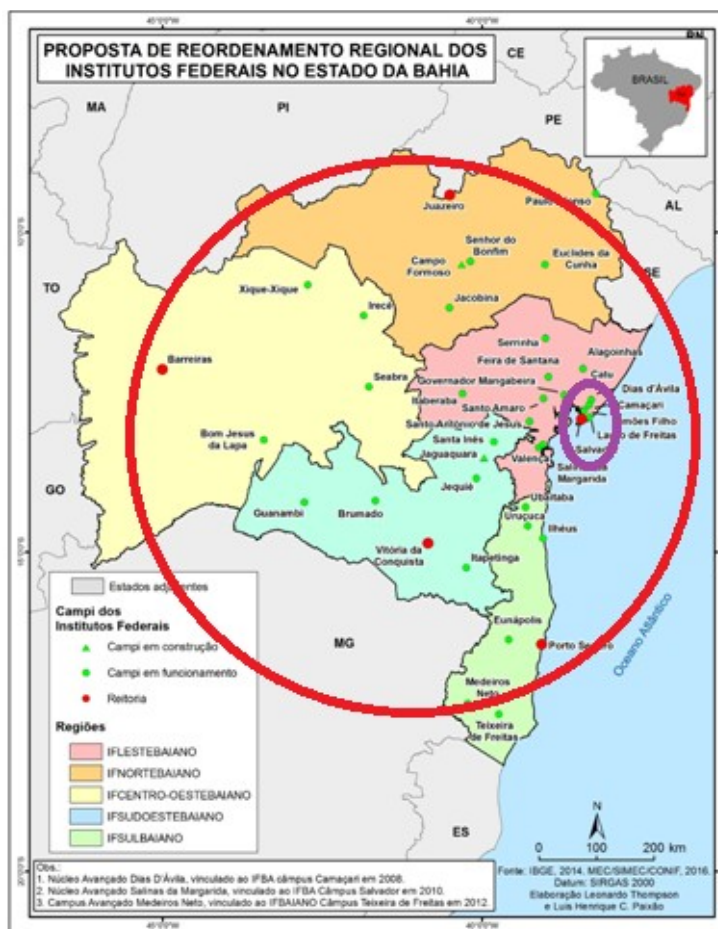 PROPOSTA DE REORDENAMENTO REGIONAL DOS
INSTITUTOS FEDERAIS NO ESTADO DA BAHIA
BRASIL
RN
CE
MA
PI
PE
AL
SE
TO
GO
MG
ES
Juazeiro
Paulo Afonso
Senhor do
Bonfim
Euclides da
Cunha
Campo
Formoso
Xique-Xique
Irecê
Jacobina
Barreiras
Serrinha
Feira de Santana
Alagoinhas
Catu
Governador Mangabeira
Seabra
Itaberaba
Dias d'Ávila
Camaçari
Santo Amaro
Simões Filho
Santo Antônio de Jesus
Lauro de Freitas
Bom Jesus
da Lapa
Santa Inês
Salvador
Jaguaquara
Valença
Salinas da
Margarida
Jequié
Guanambi
Brumado
Ubaitaba
Uruçuca
Ilhéus
Vitória da
Conquista
Itapetinga
Eunápolis
Porto Seguro
Medeiros
Neto
Teixeira
de Freitas
Oceano Atlântico
Estados adjacentes
Campi dos
Institutos Federais
Campi em construção
Campi em funcionamento
Reitoria
Regiões
IFLESTEBAIANO
IFNORTEBAIANO
IFCENTRO-OESTEBAIANO
IFSUDOESTEBAIANO
IFSULBAIANO
N
0 100 200 km
Obs.:
1. Núcleo Avançado Dias D'Ávila, vinculado ao IFBA câmpus Camaçari em 2008.
2. Núcleo Avançado Salinas da Margarida, vinculado ao IFBA Câmpus Salvador em 2010.
3. Campus Avançado Medeiros Neto, vinculado ao IFBAIANO Câmpus Teixeira de Freitas em 2012.
Fonte: IBGE, 2014, MEC/SIMEC/CONIF, 2016.
Datum: SIRGAS 2000
Elaboração Leonardo Thompson
e Luis Henrique C. Paixão